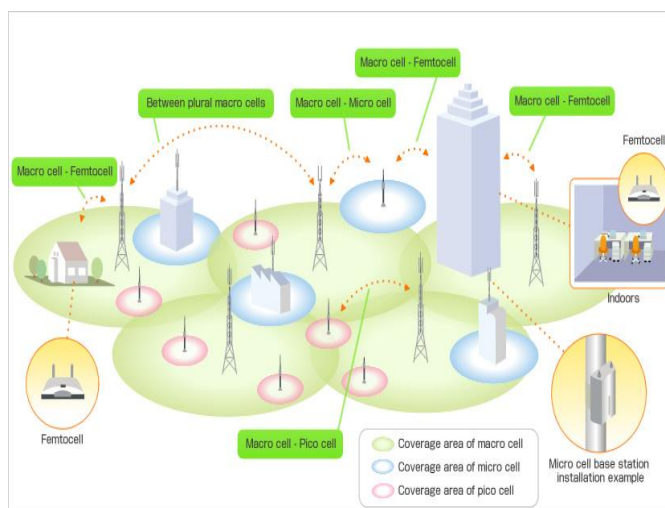 Macro cell - Femtocell
Between plural macro cells
Macro cell - Micro cell
Macro cell - Femtocell
Macro cell - Femtocell
Femtocell
Indoors
Femtocell
Macro cell - Pico cell
Coverage area of macro cell
Coverage area of micro cell
Coverage area of pico cell
Micro cell base station
installation example